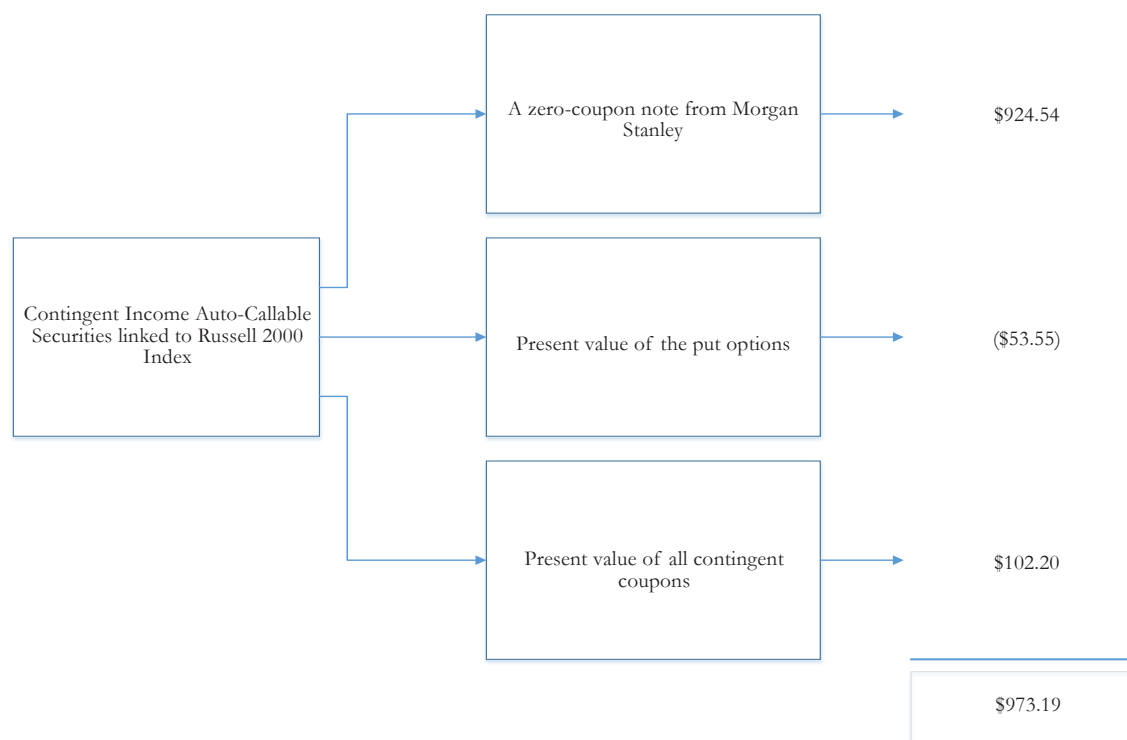 A zero-coupon note from Morgan
Stanley
$924.54
Contingent Income Auto-Callable
Securities linked to Russell 2000
Index
Present value of the put options
($53.55)
Present value of all contingent
coupons
$102.20
$973.19